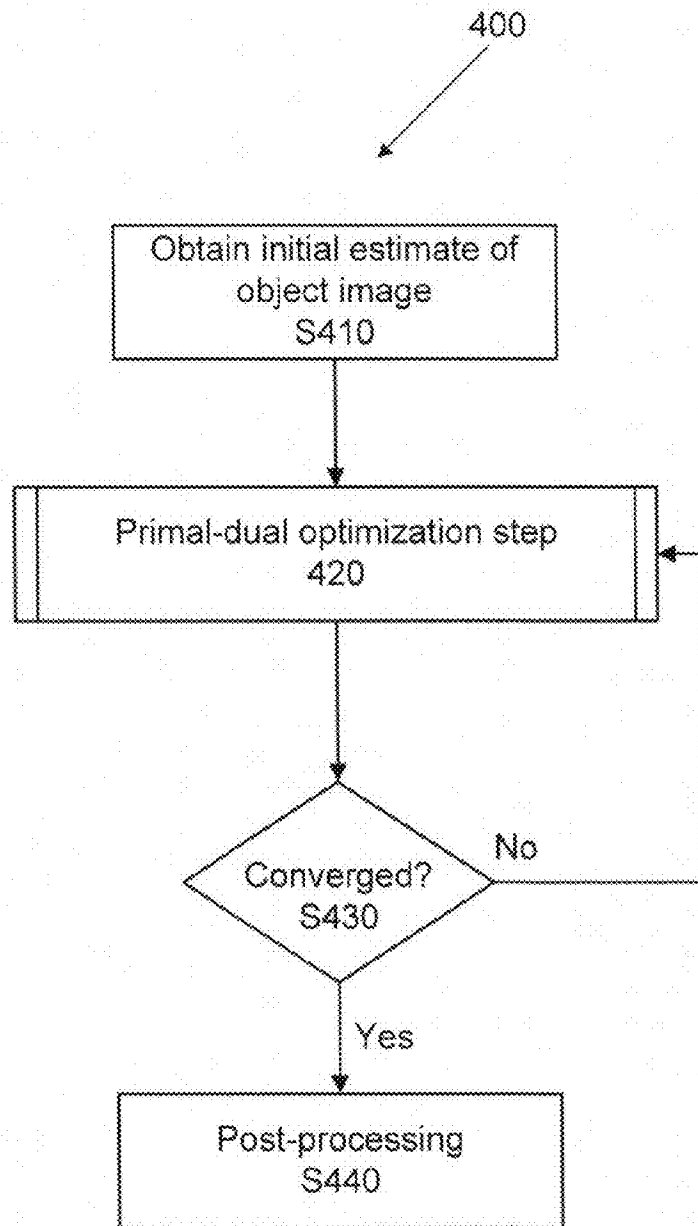 400
Obtain initial estimate of
object image
S410
Primal-dual optimization step
420
Converged?
S430
No
Yes
Post-processing
S440